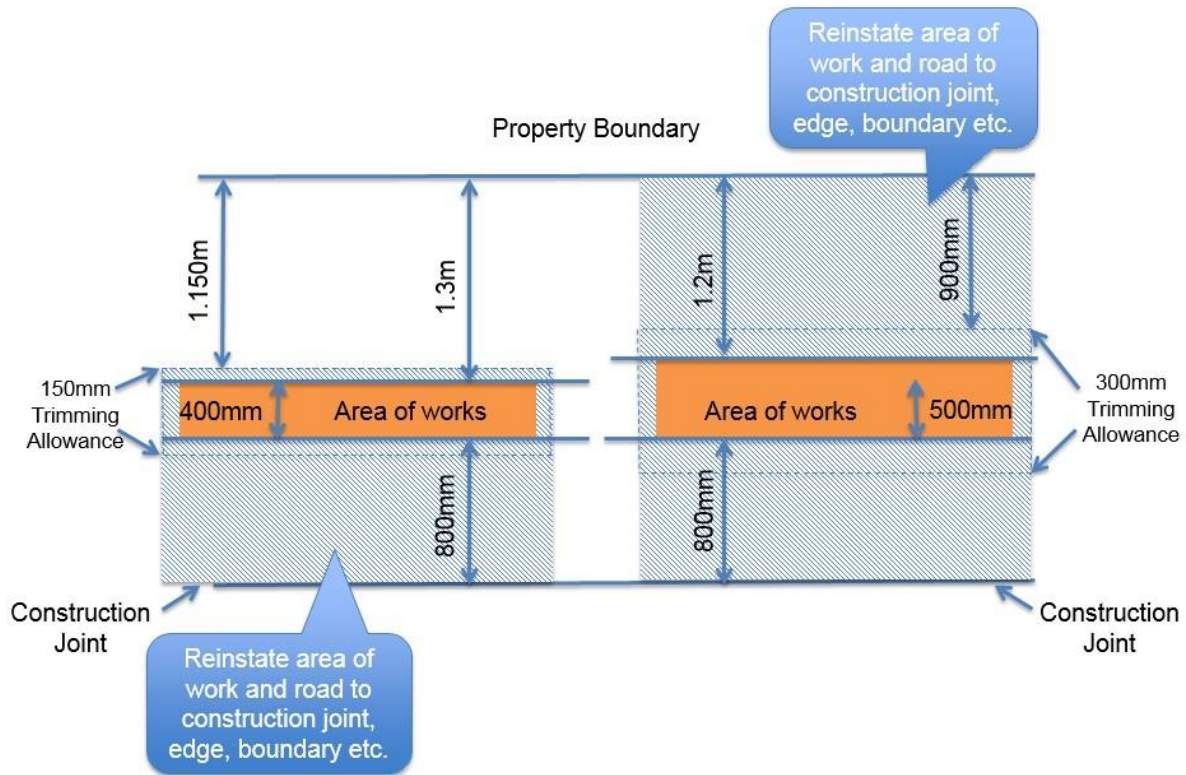 Reinstate area of
work and road to
construction joint,
edge, boundary etc.
Property Boundary
1.150m
1.3m
1.2m
900mm
150mm
Trimming
Allowance
400mm
Area of works
Area of works
500mm
300mm
Trimming
Allowance
800mm
800mm
Construction
Joint
Construction
Joint
Reinstate area of
work and road to
construction joint,
edge, boundary etc.